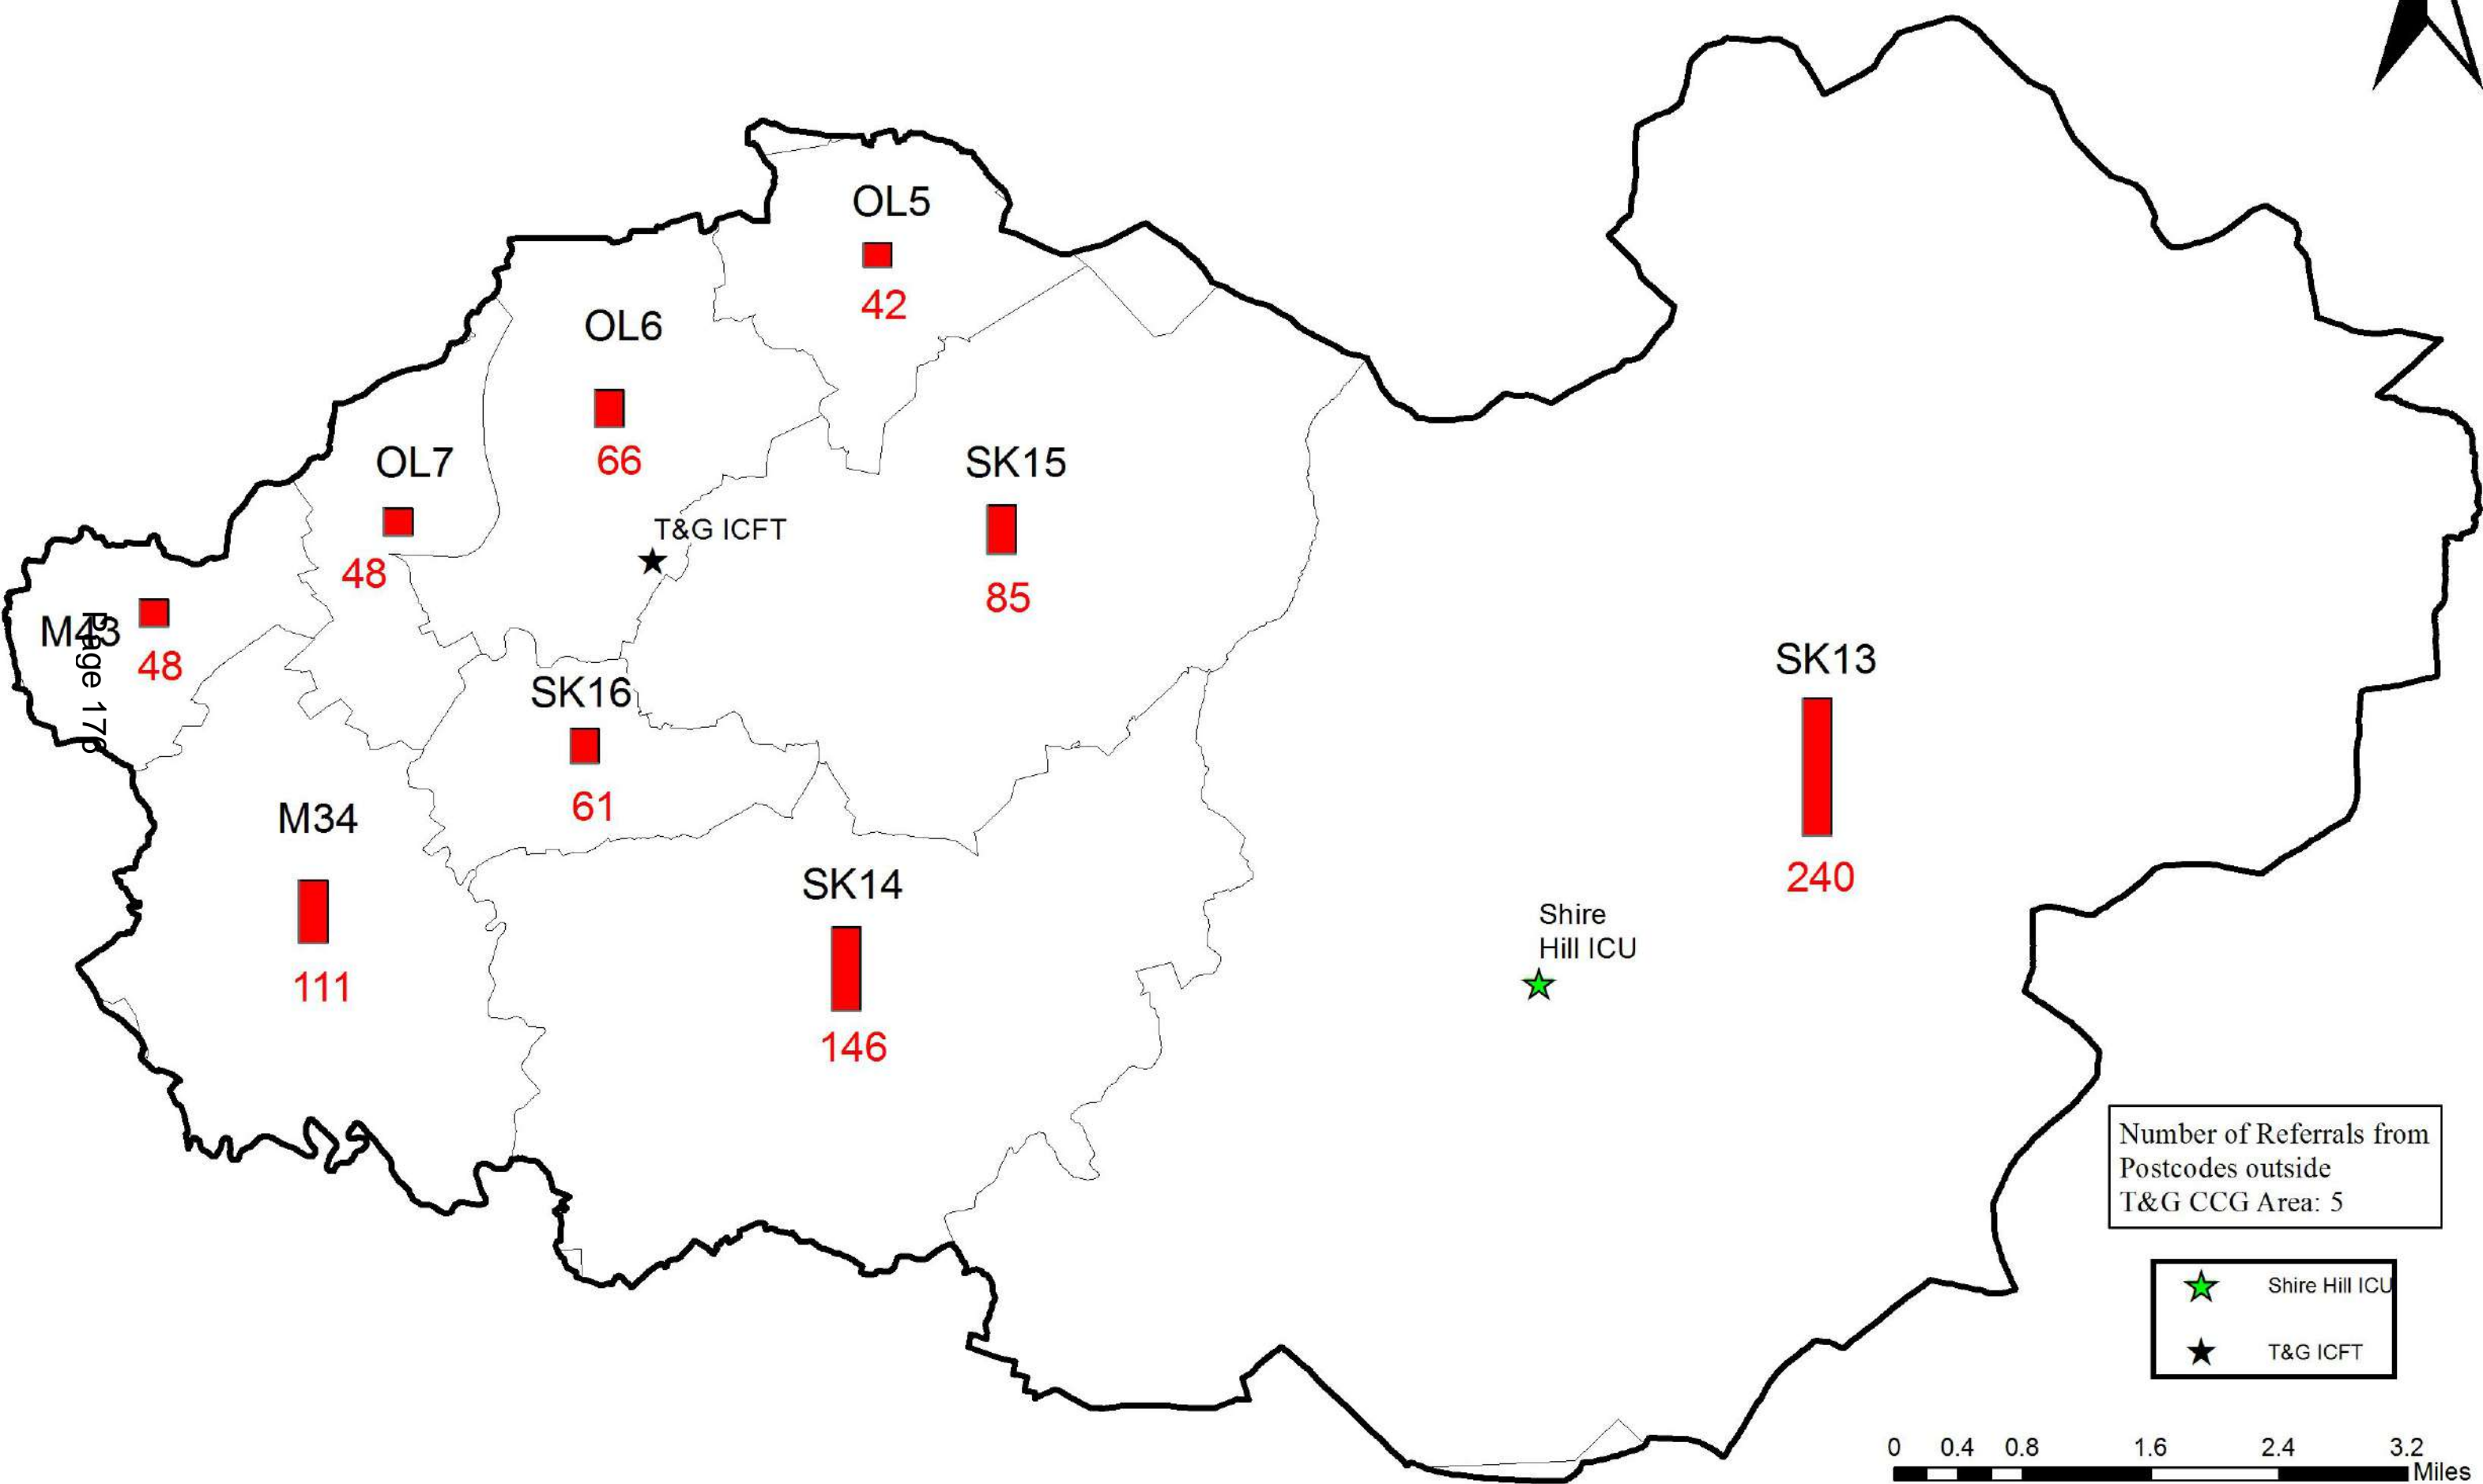 OL5
42
OL6
66
OL7
48
SK15
85
T&G ICFT
M43
48
Page 176
SK13
240
SK16
61
M34
111
SK14
146
Shire
Hill ICU
Number of Referrals from
Postcodes outside
T&G CCG Area: 5
Shire Hill ICU
T&G ICFT
0 0.4 0.8 1.6 2.4 3.2
Miles